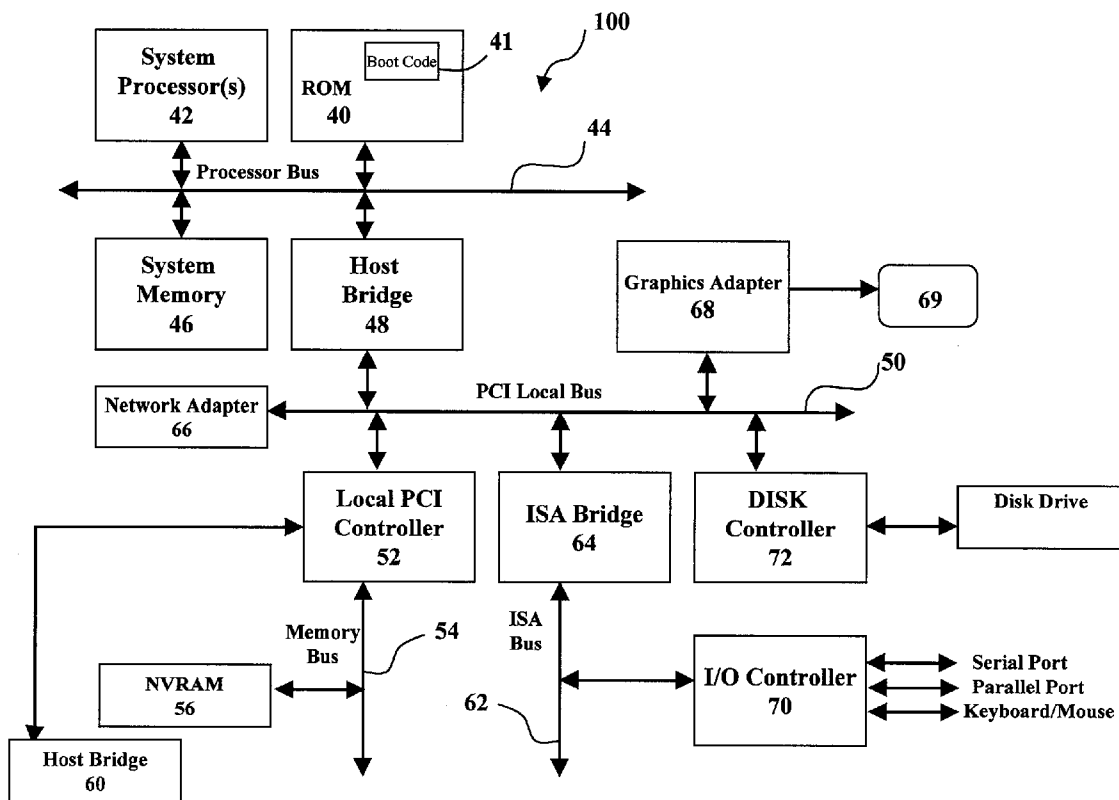 System
Processor(s)
42
ROM
40
Boot Code
41
100
44
Processor Bus
System
Memory
46
Host
Bridge
48
Graphics Adapter
68
69
50
PCI Local Bus
Network Adapter
66
Local PCI
Controller
52
ISA Bridge
64
DISK
Controller
72
Disk Drive
Memory
Bus
54
ISA
Bus
62
NVRAM
56
I/O Controller
70
Serial Port
Parallel Port
Keyboard/Mouse
Host Bridge
60